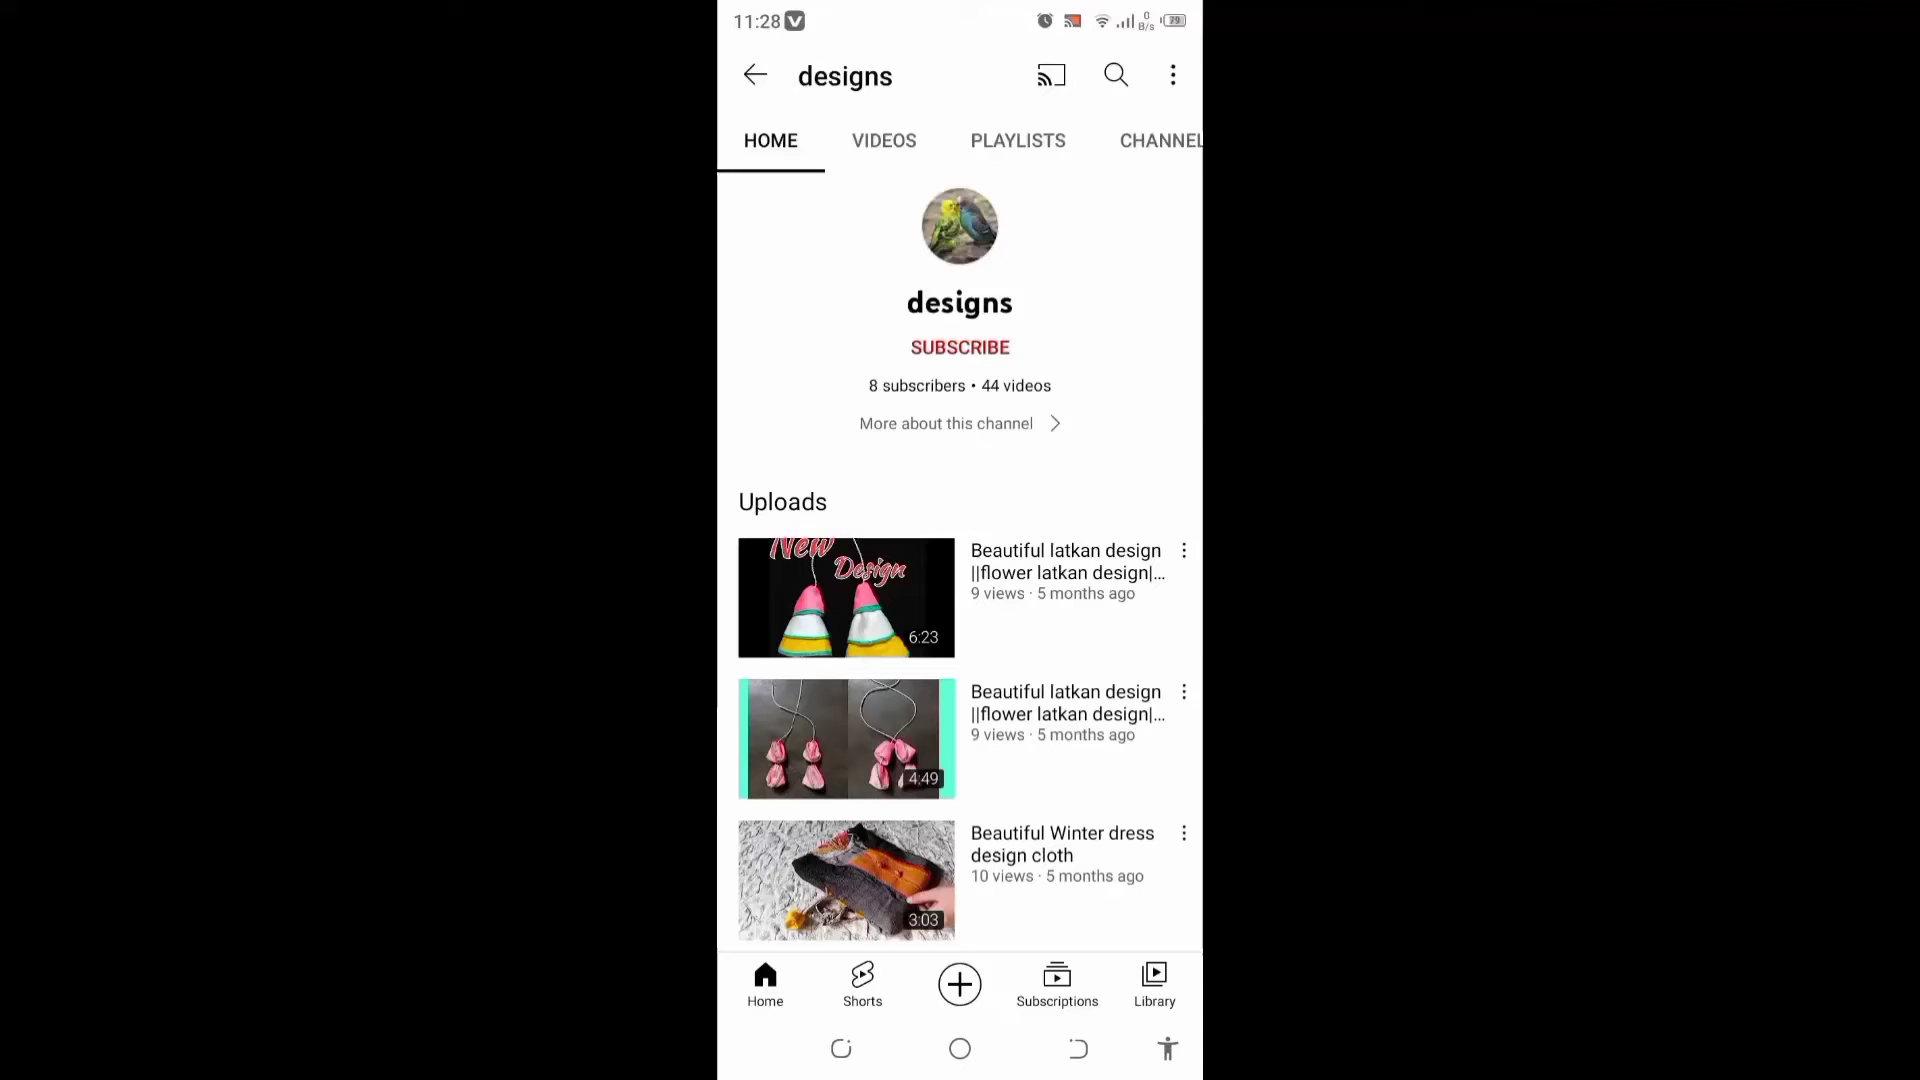 11:28
0
B/s
79
designs
HOME
VIDEOS
PLAYLISTS
CHANNEL
designs
SUBSCRIBE
8 subscribers • 44 videos
More about this channel
Uploads
New
Design
6:23
Beautiful latkan design
||flower latkan design|...
9 views · 5 months ago
4:49
Beautiful latkan design
||flower latkan design|...
9 views · 5 months ago
3:03
Beautiful Winter dress
design cloth
10 views · 5 months ago
Home
Shorts
Subscriptions
Library